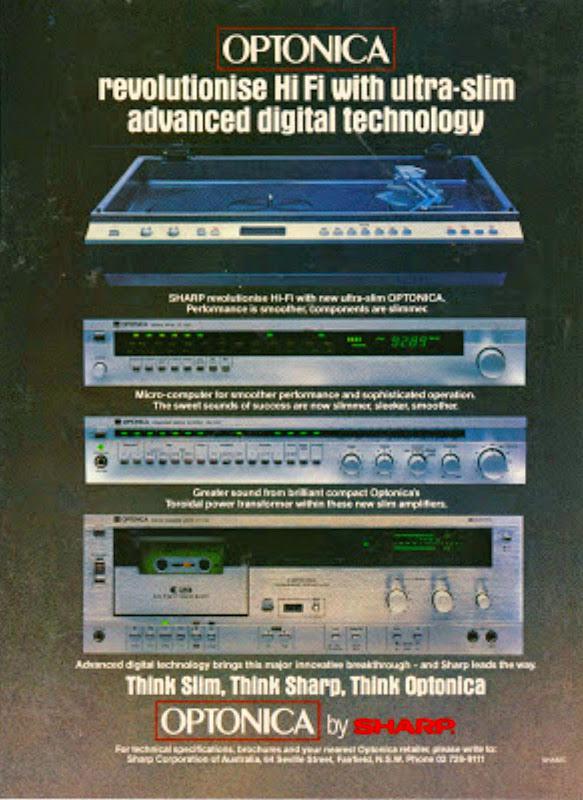 OPTONICA
revolutionise Hi Fi with ultra-slim
advanced digital technology
SHARP revolutionise Hi-Fi with new ultra-slim OPTONICA.
Performance is smoother, components are slimmer.
OPTONICA
9289
Micro-computer for smoother performance and sophisticated operation.
The sweet sounds of success are now slimmer, sleeker, smoother.
OPTONICA
Greater sound from brilliant compact Optonica's
Toroidal power transformer within these new slim amplifiers.
OPTONICA
Advanced digital technology brings this major innovative breakthrough - and Sharp leads the way.
Think Slim, Think Sharp, Think Optonica
OPTONICA by SHARP
For technical specifications, brochures and your nearest Optonica retailer, please write to:
Sharp Corporation of Australia, 64 Seville Street, Fairfield, N.S.W. Phone 02 728-9111